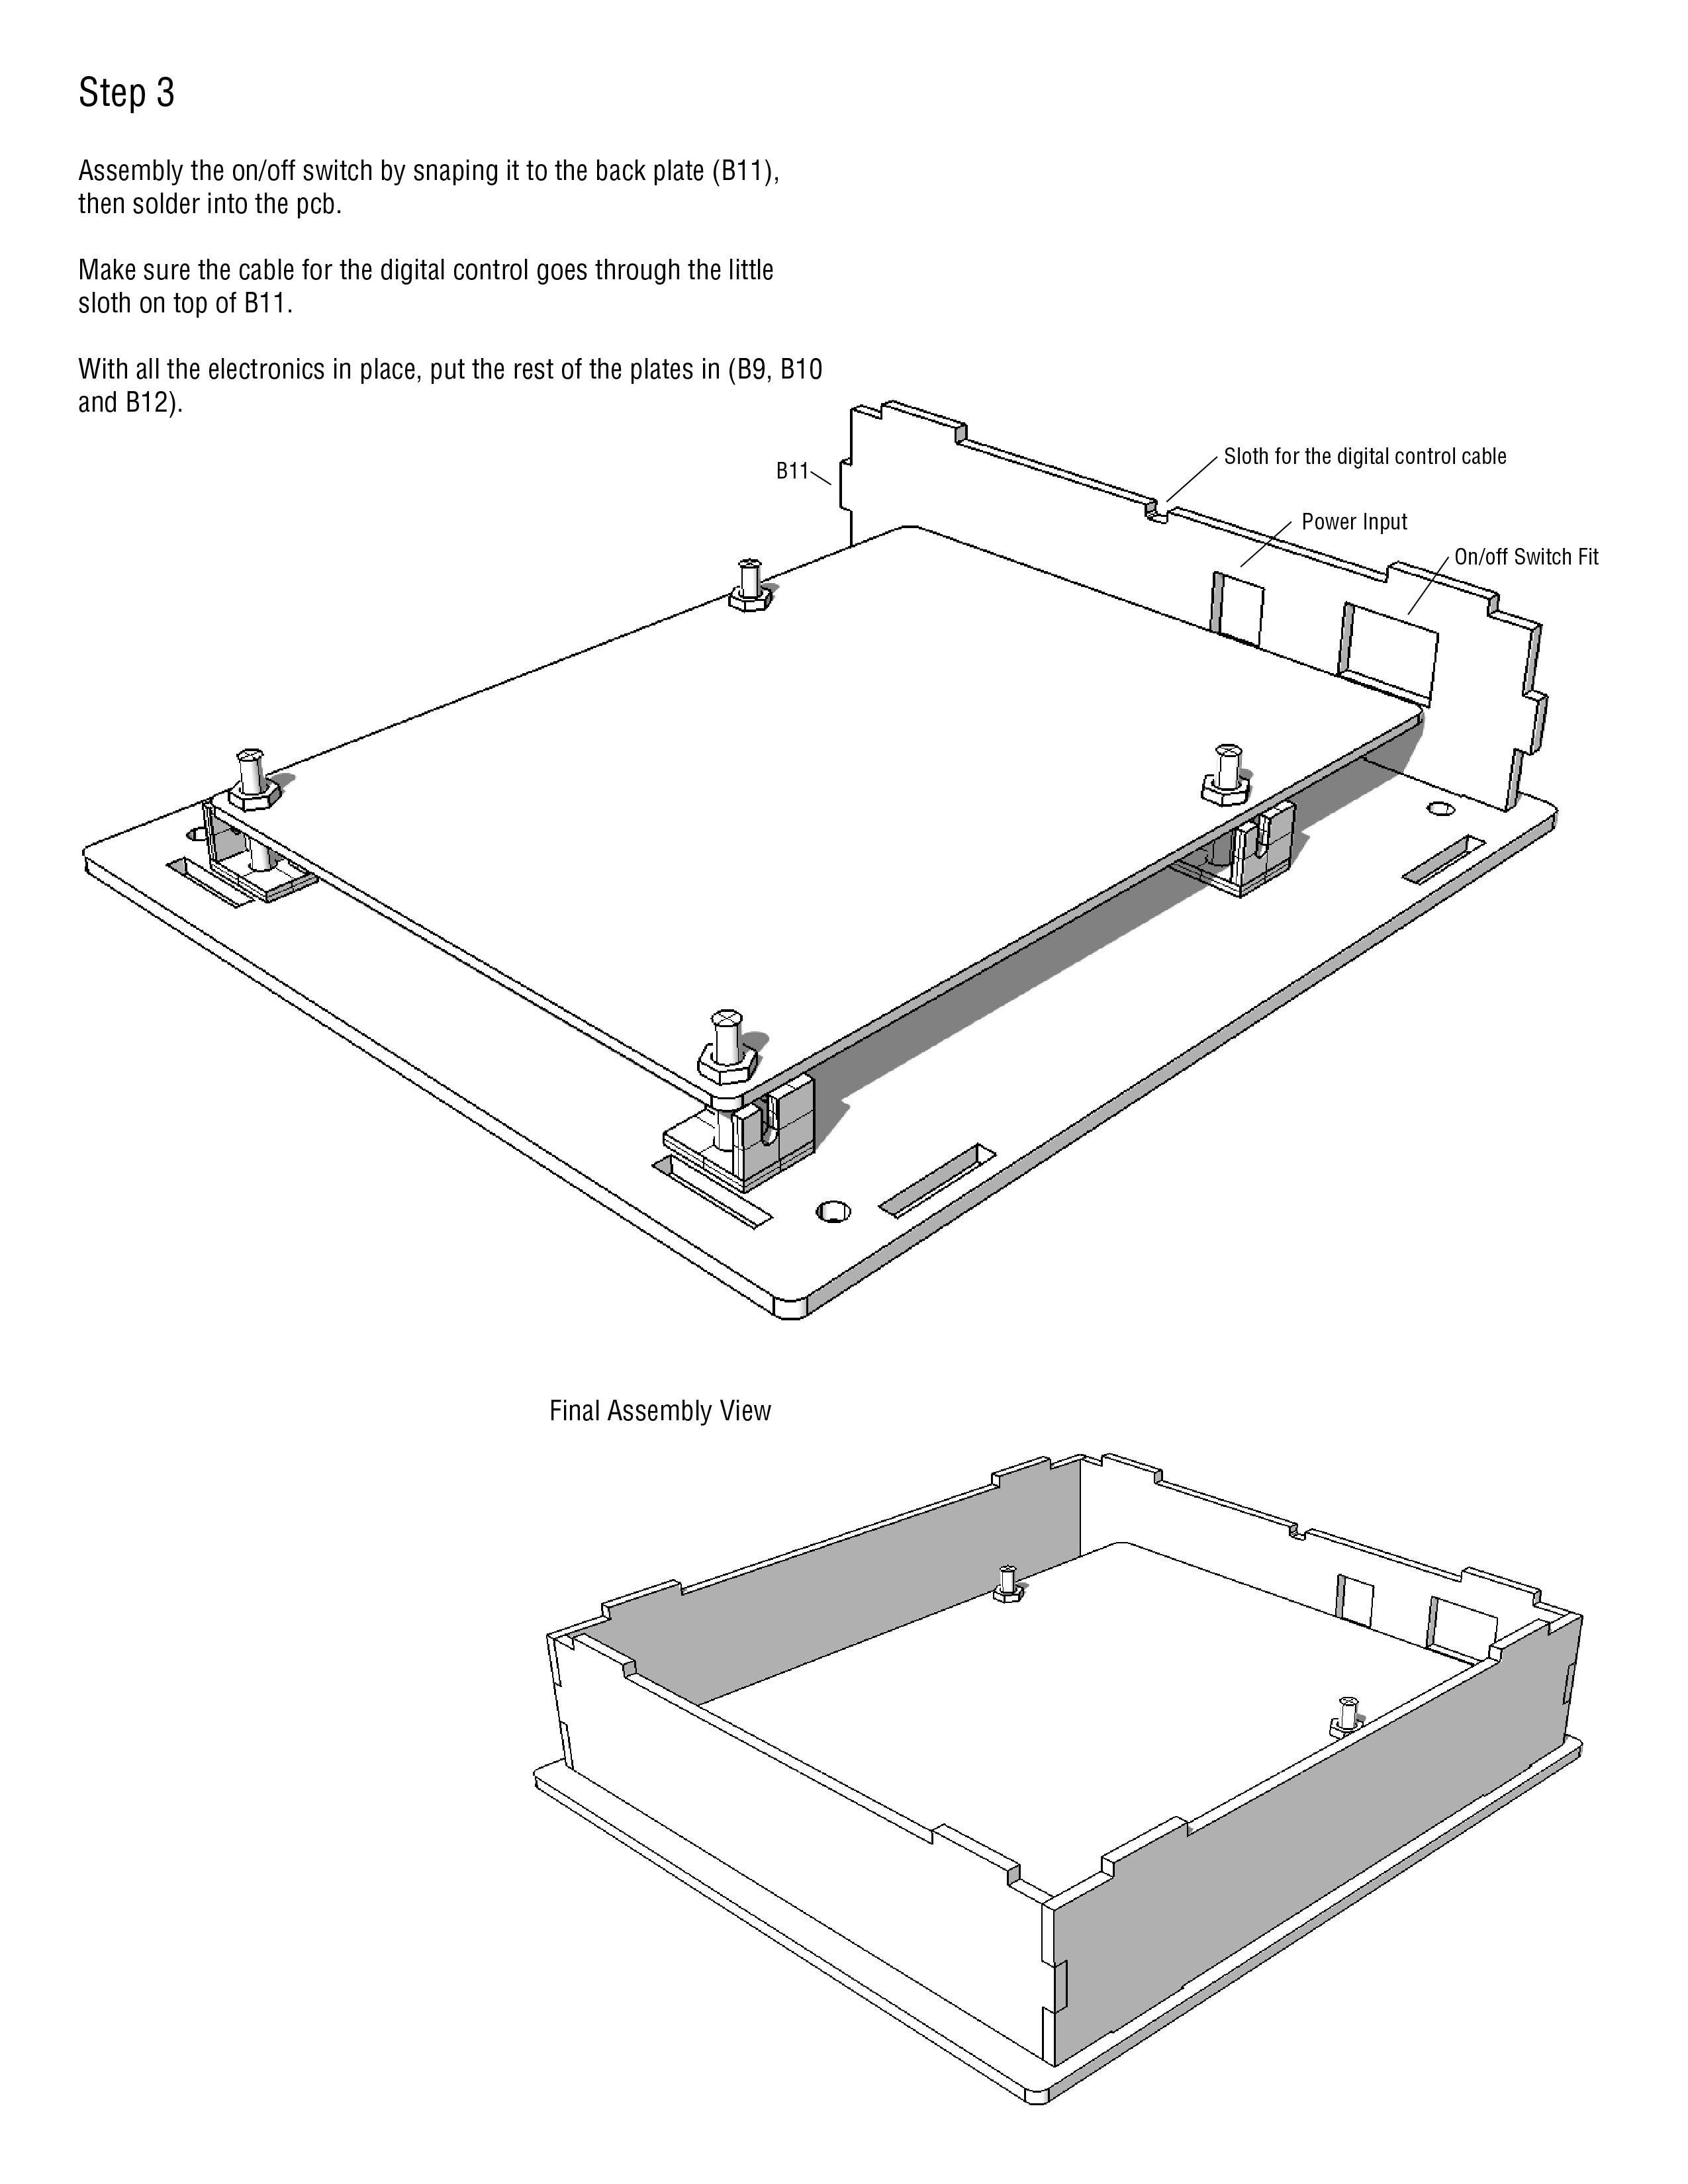 Step 3
Assembly the on/off switch by snaping it to the back plate (B11),
then solder into the pcb.
Make sure the cable for the digital control goes through the little
sloth on top of B11.
With all the electronics in place, put the rest of the plates in (B9, B10
and B12).
B11
Sloth for the digital control cable
Power Input
On/off Switch Fit
Final Assembly View